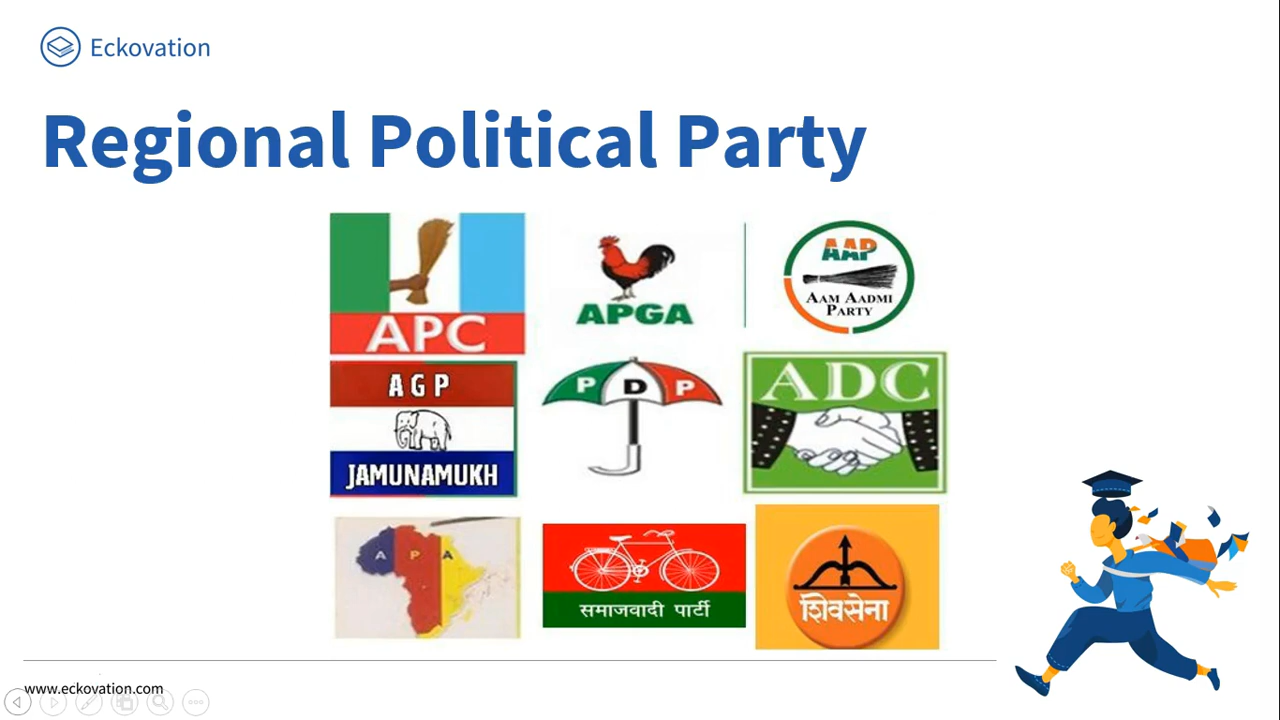 Eckovation
Regional Political Party
APC
APGA
AAP
AAM AADMI
PARTY
AGP
JAMUNAMUKH
P D P
ADC
A P A
समाजवादी पार्टी
शिवसेना
www.eckovation.com